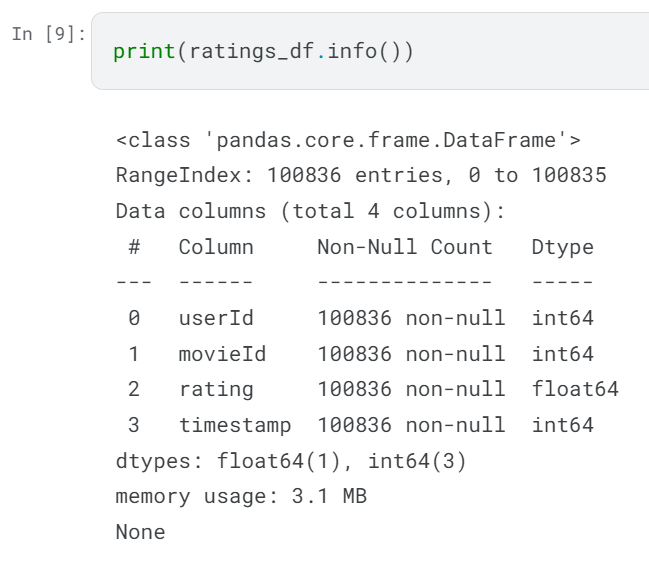 In [9]:
print(ratings_df.info())
<class 'pandas.core.frame.DataFrame'>
RangeIndex: 100836 entries, 0 to 100835
Data columns (total 4 columns):
 #   Column     Non-Null Count   Dtype
---  ------     --------------   -----
 0   userId     100836 non-null  int64
 1   movieId    100836 non-null  int64
 2   rating     100836 non-null  float64
 3   timestamp  100836 non-null  int64
dtypes: float64(1), int64(3)
memory usage: 3.1 MB
None